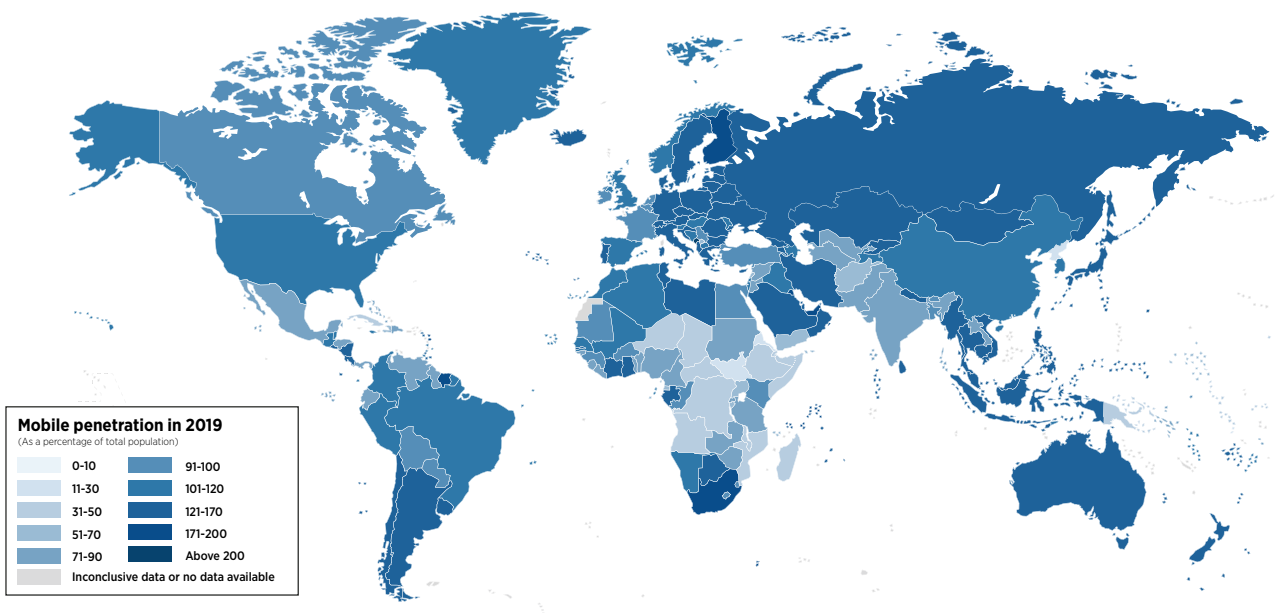 Mobile penetration in 2019
(As a percentage of total population)
0-10
11-30
31-50
51-70
71-90
91-100
101-120
121-170
171-200
Above 200
Inconclusive data or no data available